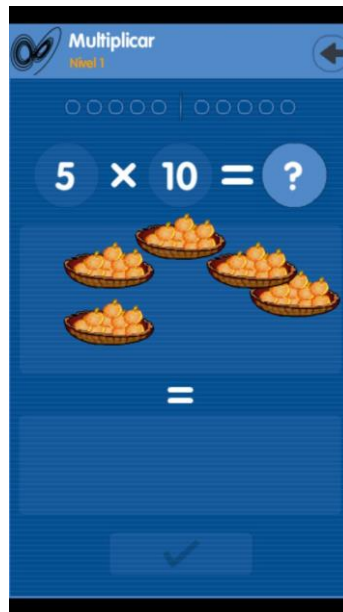 Multiplicar
Nivel 1
5 × 10 = ?
=